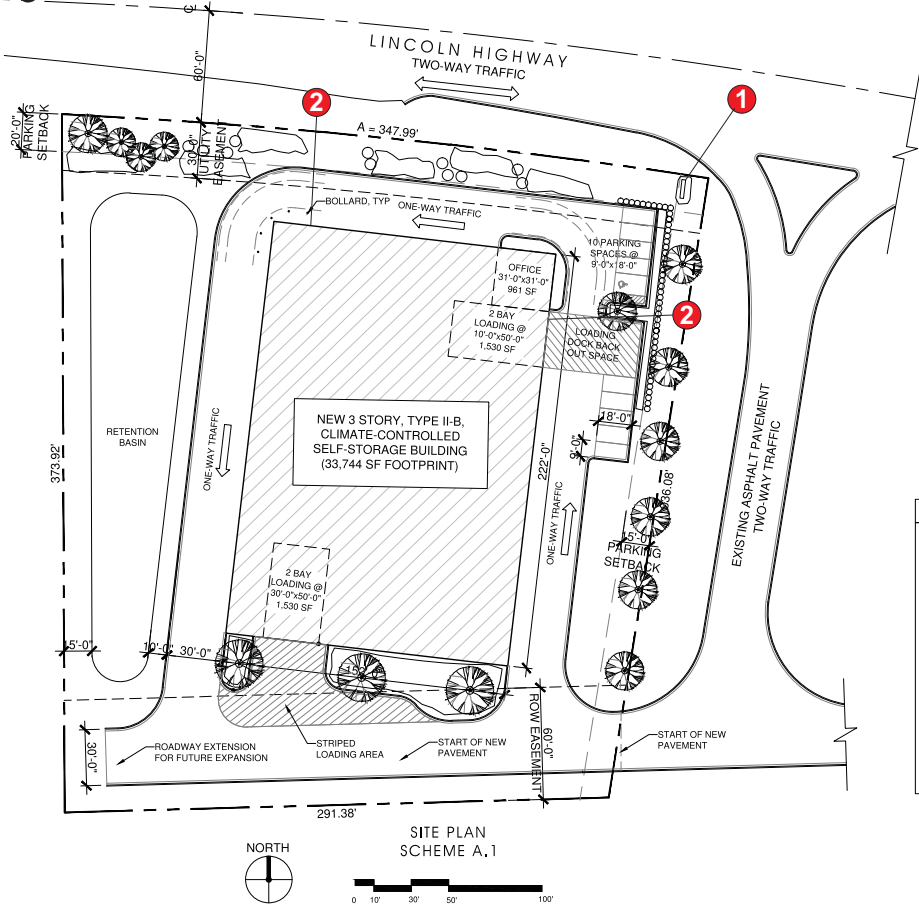 LINCOLN HIGHWAY
TWO-WAY TRAFFIC
60'-0"
20'-0"
PARKING
SETBACK
30'-0"
UTILITY
EASEMENT
A = 347.99'
2
1
BOLLARD, TYP
ONE-WAY TRAFFIC
10 PARKING
SPACES @
9'-0"x18'-0"
OFFICE
31'-0"x31'-0"
961 SF
2 BAY
LOADING @
10'-0"x50'-0"
1,530 SF
LOADING
DOCK BACK
OUT SPACE
2
NEW 3 STORY, TYPE II-B,
CLIMATE-CONTROLLED
SELF-STORAGE BUILDING
(33,744 SF FOOTPRINT)
RETENTION
BASIN
373.92'
ONE-WAY TRAFFIC
18'-0"
9'-0"
222'-0"
ONE-WAY TRAFFIC
36.08'
15'-0"
PARKING
SETBACK
EXISTING ASPHALT PAVEMENT
TWO-WAY TRAFFIC
2 BAY
LOADING @
30'-0"x50'-0"
1,530 SF
15'-0"
10'-0"
30'-0"
30'-0"
ROADWAY EXTENSION
FOR FUTURE EXPANSION
STRIPED
LOADING AREA
START OF NEW
PAVEMENT
ROW EASEMENT
60'-0"
START OF NEW
PAVEMENT
291.38'
SITE PLAN
SCHEME A.1
NORTH
0 10' 30' 50' 100'